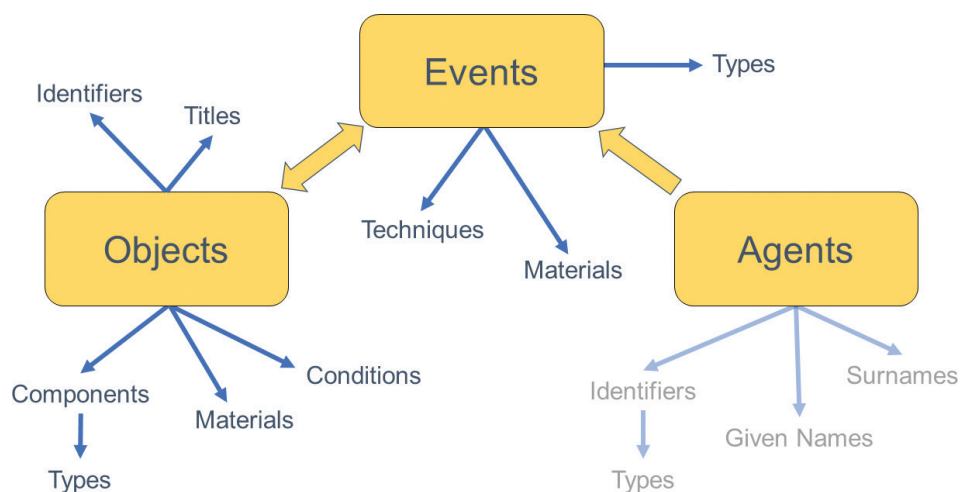 Events
Types
Identifiers
Titles
Objects
Techniques
Materials
Agents
Components
Materials
Conditions
Types
Identifiers
Given Names
Surnames
Types